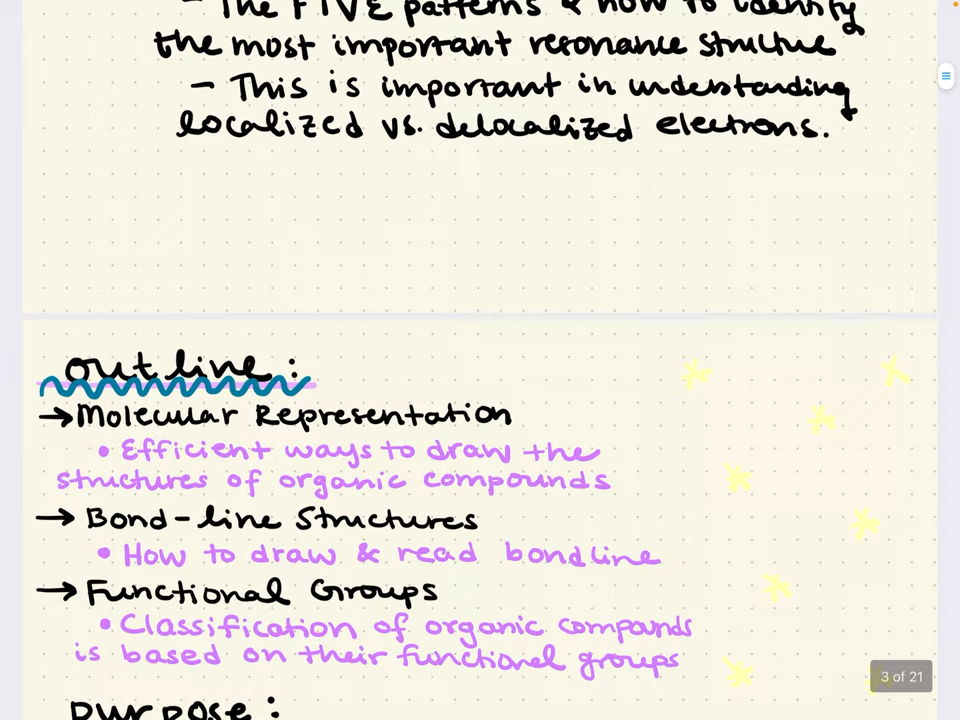 - The FIVE patterns & how to identify
the most important resonance structure
- This is important in understanding
localized vs. delocalized electrons.
outline:
→ Molecular Representation
• Efficient ways to draw the
structures of organic compounds
→ Bond-line Structures
• How to draw & read bondline
→ Functional Groups
• Classification of organic compounds
is based on their functional groups
3 of 21
purpose: